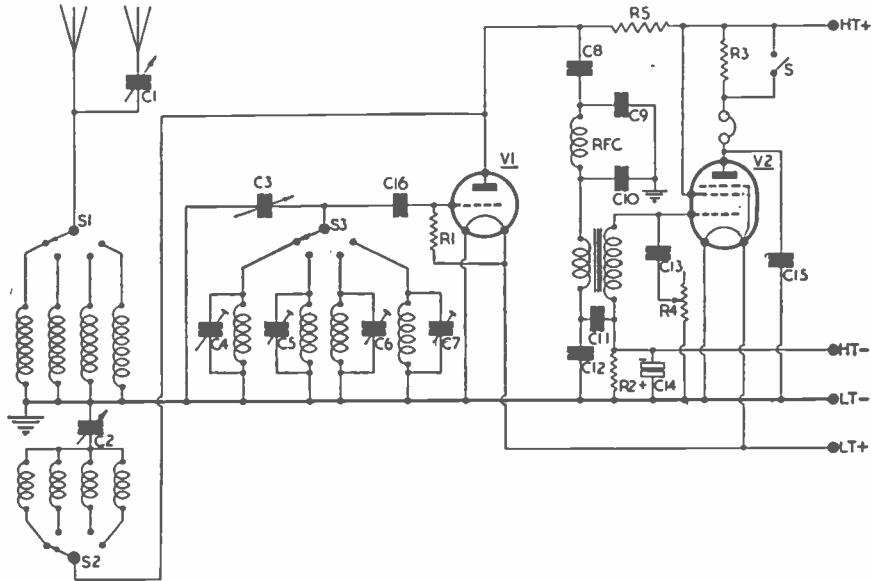 R5
HT+
C8
R3
S
C1
C9
RFC
V1
V2
C3
C16
C10
S1
S3
R1
C13
C15
R4
C4
C5
C6
C7
C11
C12
HT-
R2
+
C14
LT-
C2
LT+
S2